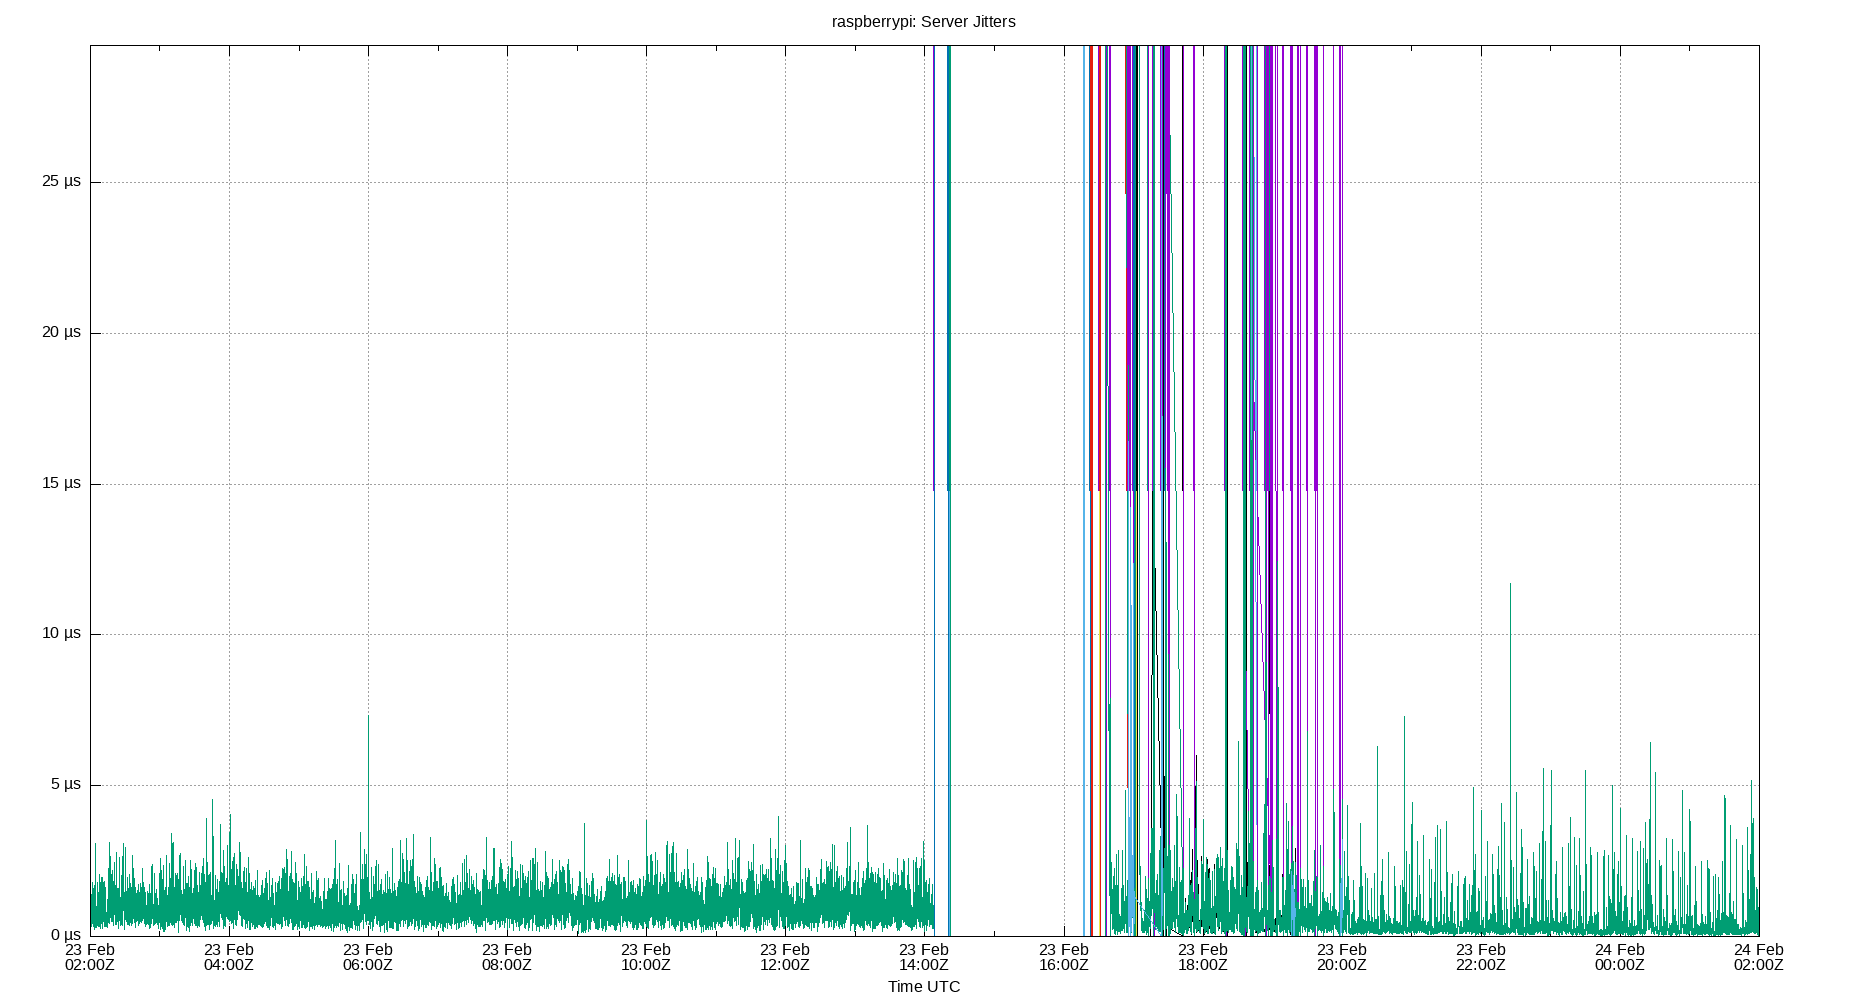 raspberrypi: Server Jitters
25 µs
20 µs
15 µs
10 µs
5 µs
0 µs
23 Feb 23 Feb 23 Feb 23 Feb 23 Feb 23 Feb 23 Feb 23 Feb 23 Feb 23 Feb 23 Feb 24 Feb 24 Feb
02:00Z 04:00Z 06:00Z 08:00Z 10:00Z 12:00Z 14:00Z 16:00Z 18:00Z 20:00Z 22:00Z 00:00Z 02:00Z
Time UTC